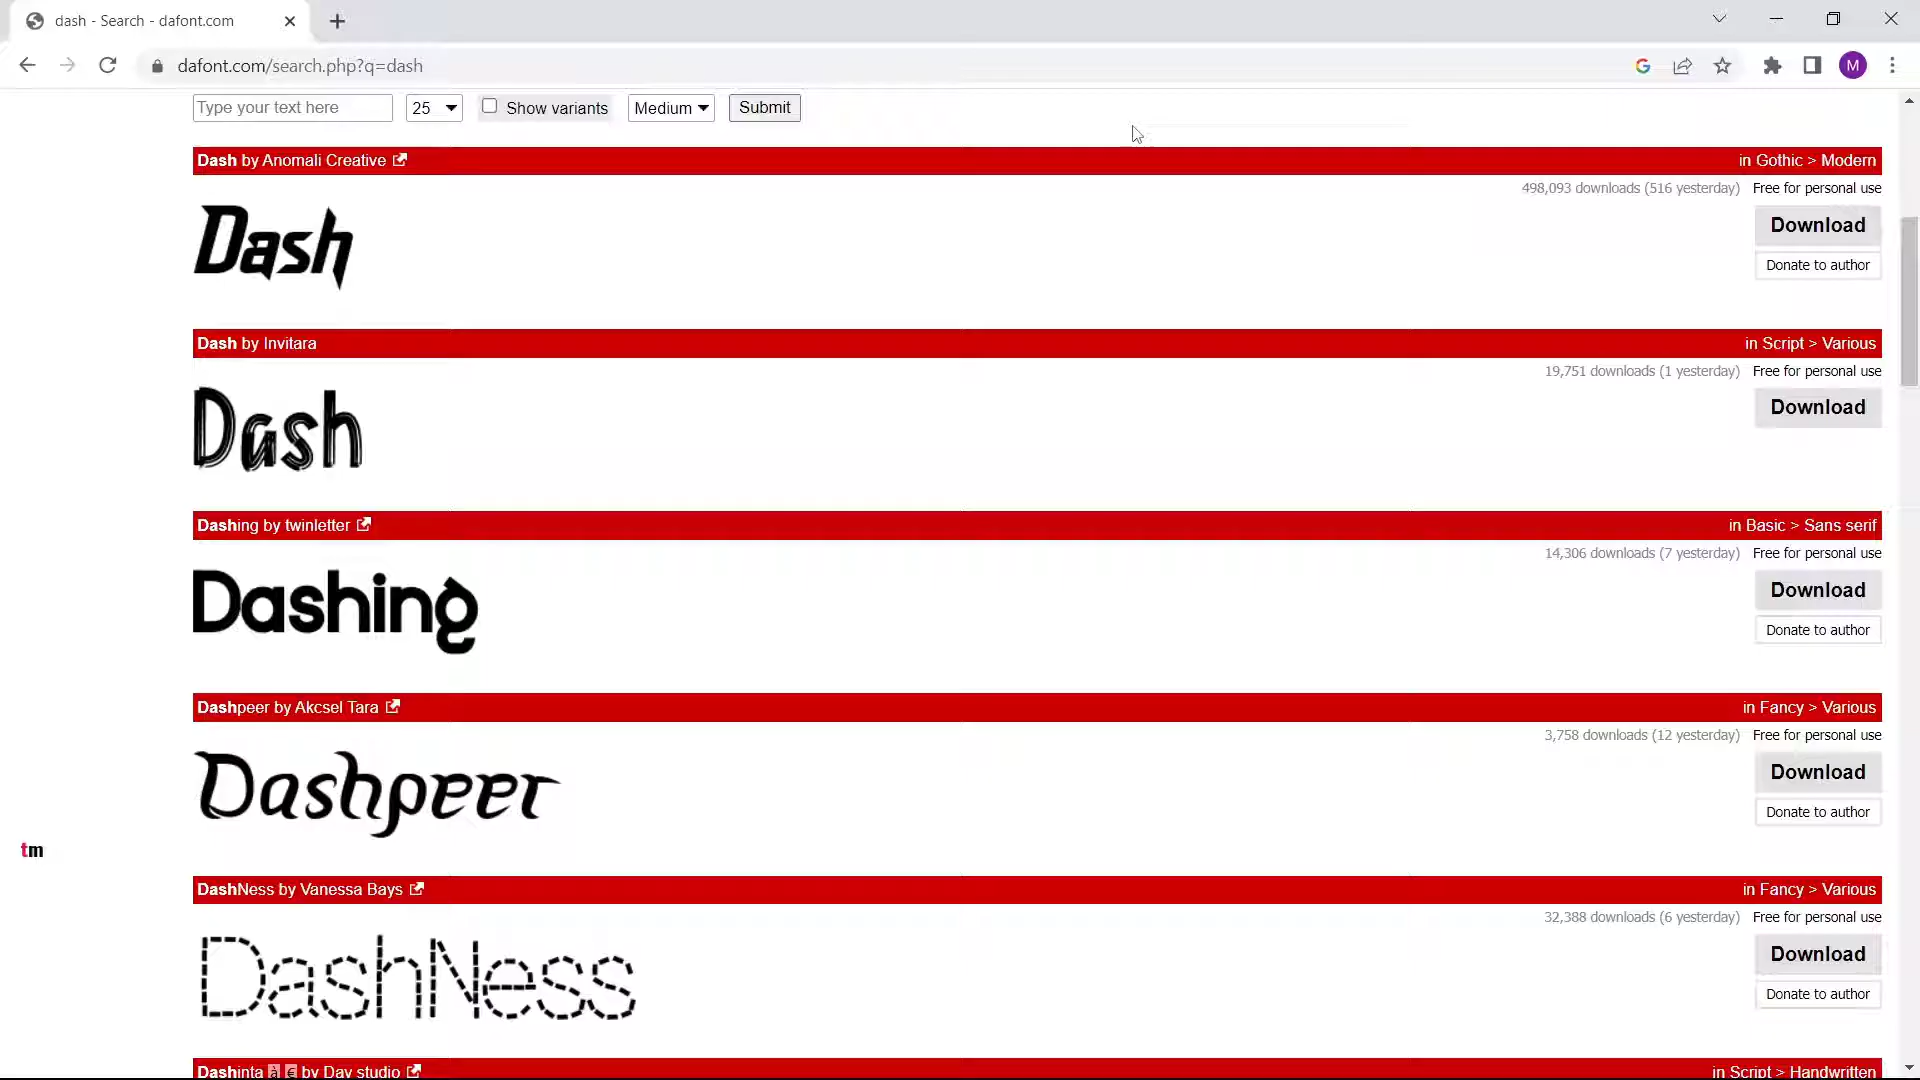 dash - Search - dafont.com
dafont.com/search.php?q=dash
M
Type your text here 25 Show variants Medium Submit
Dash by Anomali Creative in Gothic > Modern
498,093 downloads (516 yesterday) Free for personal use
Dash
Download
Donate to author
Dash by Invitara in Script > Various
19,751 downloads (1 yesterday) Free for personal use
Dash
Download
Dashing by twinletter in Basic > Sans serif
14,306 downloads (7 yesterday) Free for personal use
Dashing
Download
Donate to author
Dashpeer by Akcsel Tara in Fancy > Various
3,758 downloads (12 yesterday) Free for personal use
Dashpeer
Download
Donate to author
tm
DashNess by Vanessa Bays in Fancy > Various
32,388 downloads (6 yesterday) Free for personal use
DashNess
Download
Donate to author
Dashinta à € by Day studio in Script > Handwritten